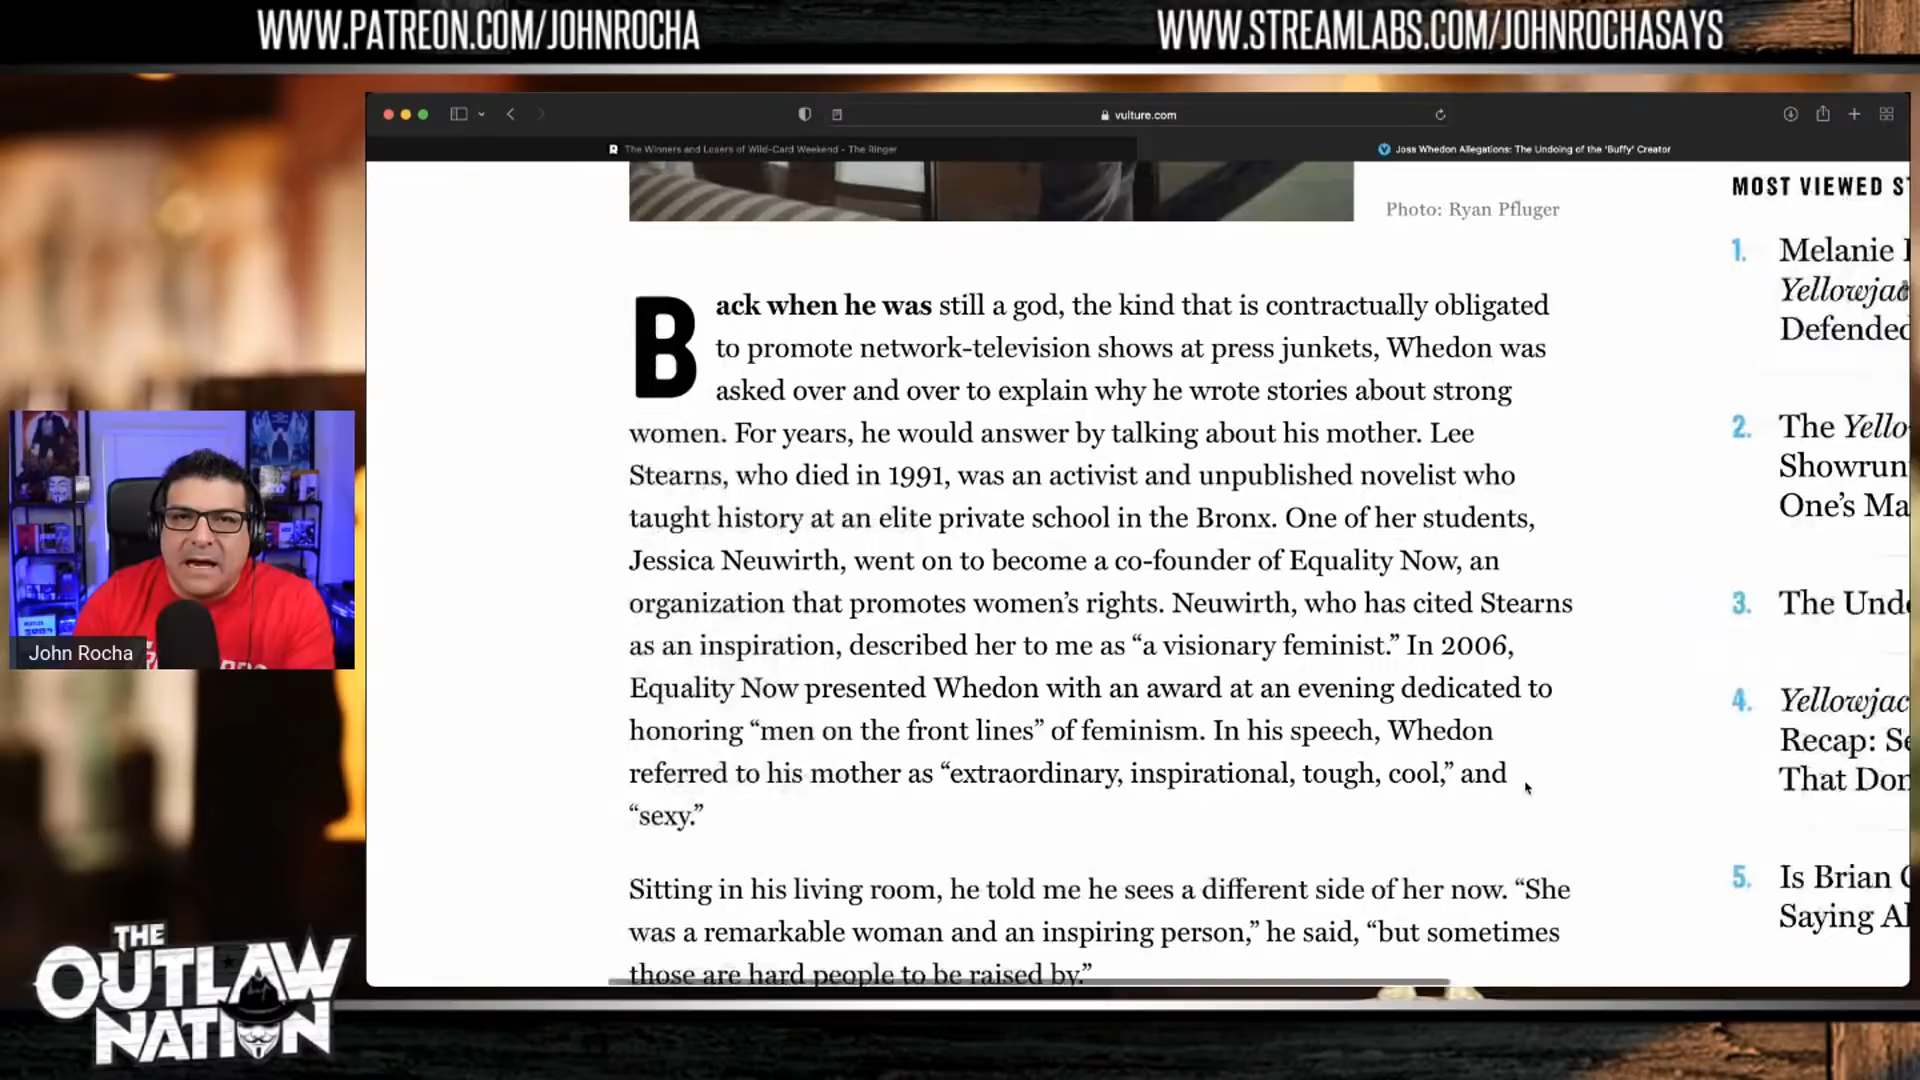 WWW.PATREON.COM/JOHNROCHA
WWW.STREAMLABS.COM/JOHNROCHASAYS
vulture.com
The Winners and Losers of Wild-Card Weekend - The Ringer
Joss Whedon Allegations: The Undoing of the 'Buffy' Creator
Photo: Ryan Pfluger
Back when he was still a god, the kind that is contractually obligated
to promote network-television shows at press junkets, Whedon was
asked over and over to explain why he wrote stories about strong
women. For years, he would answer by talking about his mother. Lee
Stearns, who died in 1991, was an activist and unpublished novelist who
taught history at an elite private school in the Bronx. One of her students,
Jessica Neuwirth, went on to become a co-founder of Equality Now, an
organization that promotes women's rights. Neuwirth, who has cited Stearns
as an inspiration, described her to me as “a visionary feminist.” In 2006,
Equality Now presented Whedon with an award at an evening dedicated to
honoring “men on the front lines” of feminism. In his speech, Whedon
referred to his mother as “extraordinary, inspirational, tough, cool,” and
“sexy.”
Sitting in his living room, he told me he sees a different side of her now. “She
was a remarkable woman and an inspiring person,” he said, “but sometimes
those are hard people to be raised by.”
MOST VIEWED ST
1. Melanie
Yellowjac
Defended
2. The Yello
Showrun
One's Ma
3. The Undo
4. Yellowjac
Recap: Se
That Don
5. Is Brian
Saying Al
John Rocha
THE
OUTLAW
NATION